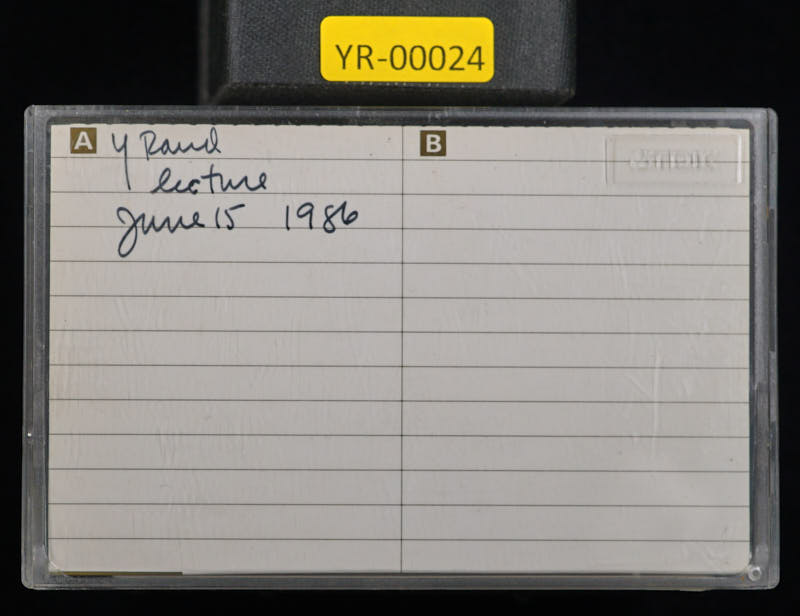 YR-00024
A
Y Rand
lecture
June 15 1986
B